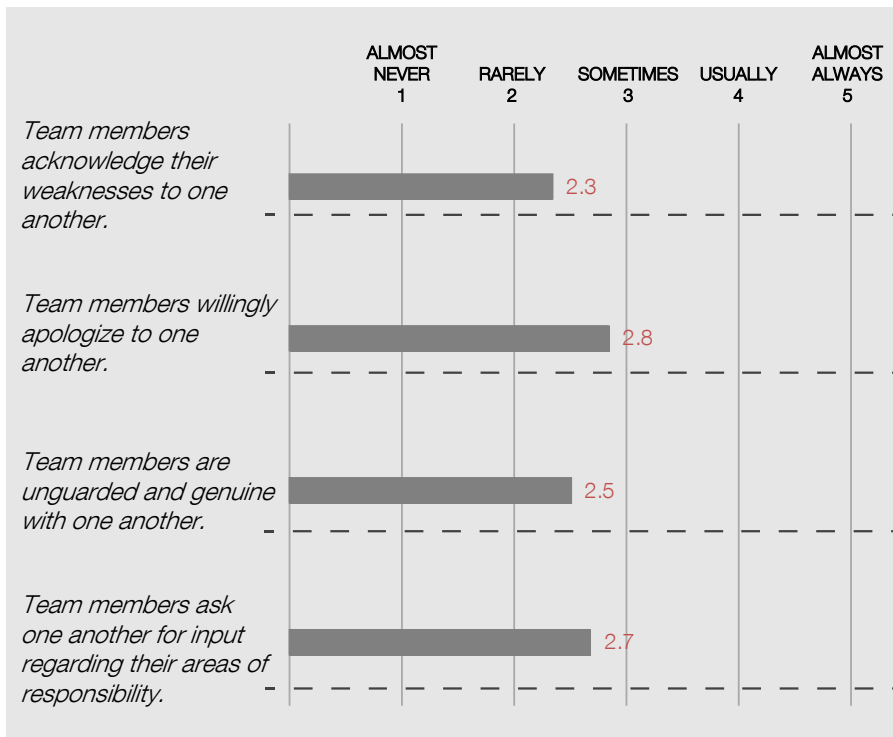 ALMOST NEVER 1
RARELY 2
SOMETIMES 3
USUALLY 4
ALMOST ALWAYS 5
Team members
acknowledge their
weaknesses to one
another.
2.3
Team members willingly
apologize to one
another.
2.8
Team members are
unguarded and genuine
with one another.
2.5
Team members ask
one another for input
regarding their areas of
responsibility.
2.7